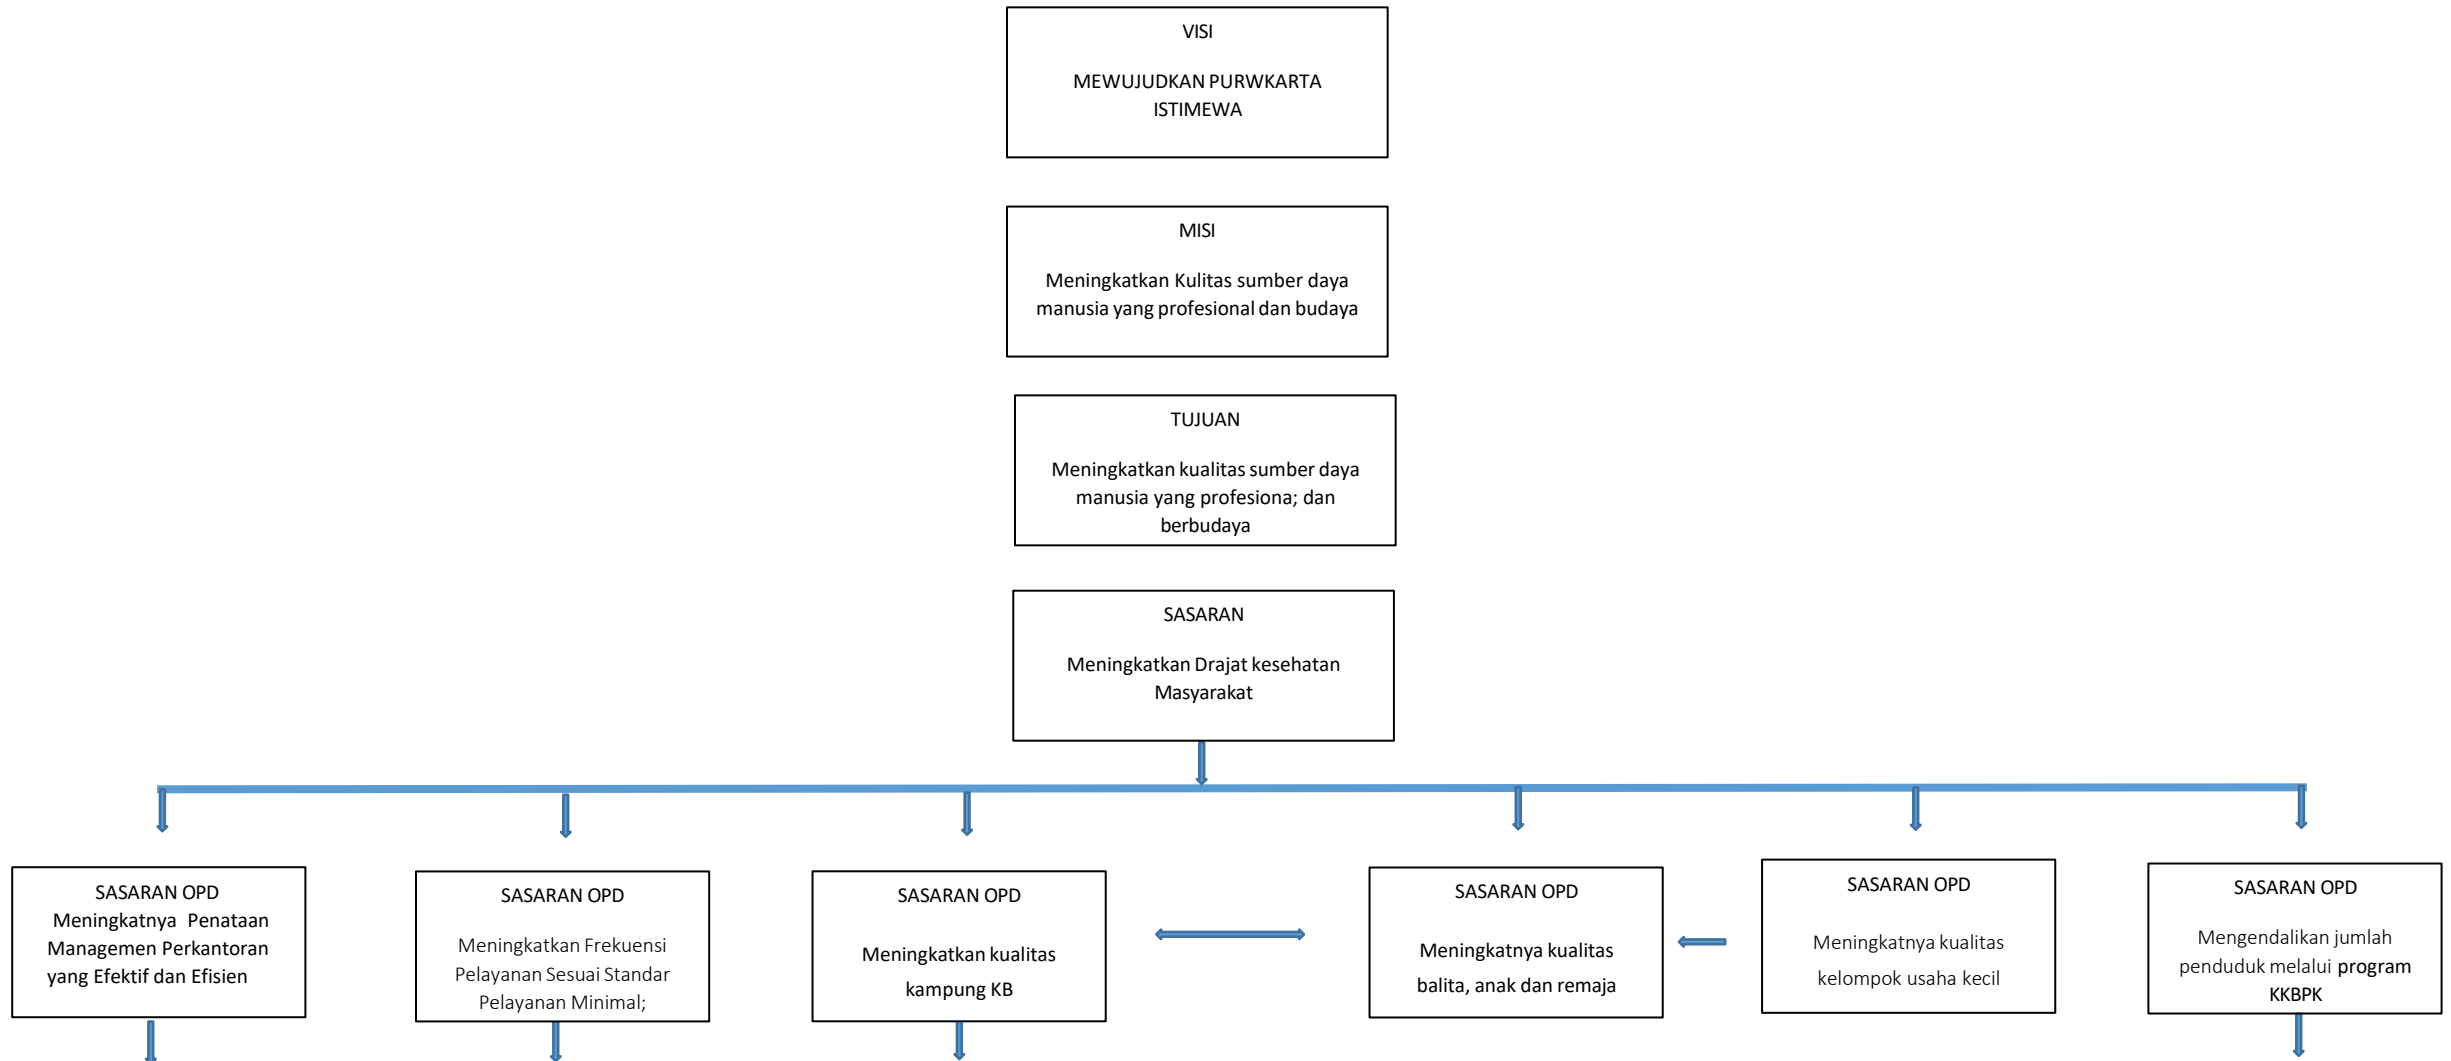 VISI
MEWUJUDKAN PURWKARTA
ISTIMEWA
MISI
Meningkatkan Kulitas sumber daya
manusia yang profesional dan budaya
TUJUAN
Meningkatkan kualitas sumber daya
manusia yang profesiona; dan
berbudaya
SASARAN
Meningkatkan Drajat kesehatan
Masyarakat
SASARAN OPD
Meningkatnya Penataan
Managemen Perkantoran
yang Efektif dan Efisien
SASARAN OPD
Meningkatkan Frekuensi
Pelayanan Sesuai Standar
Pelayanan Minimal;
SASARAN OPD
Meningkatkan kualitas
kampung KB
SASARAN OPD
Meningkatnya kualitas
balita, anak dan remaja
SASARAN OPD
Meningkatnya kualitas
kelompok usaha kecil
SASARAN OPD
Mengendalikan jumlah
penduduk melalui program
KKBPK